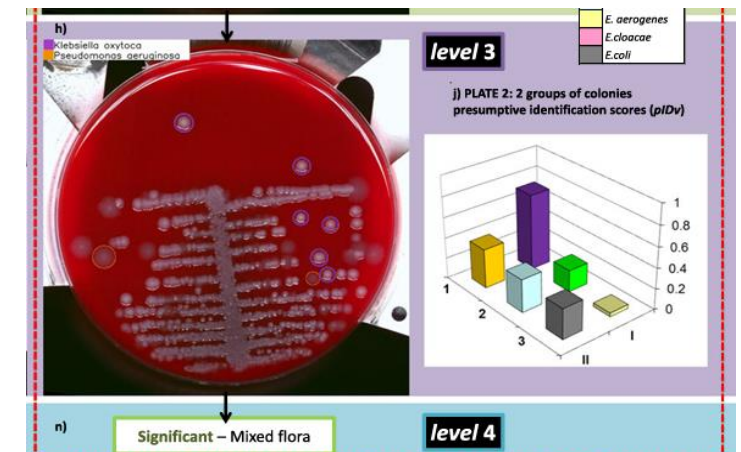 E. aerogenes
E.cloacae
E.coli
h)
Klebsiella oxytoca
Pseudomonas aeruginosa
level 3
j) PLATE 2: 2 groups of colonies
presumptive identification scores (pIDv)
1
0.8
0.6
0.4
0.2
0
1
2
3
I
II
n)
Significant – Mixed flora
level 4